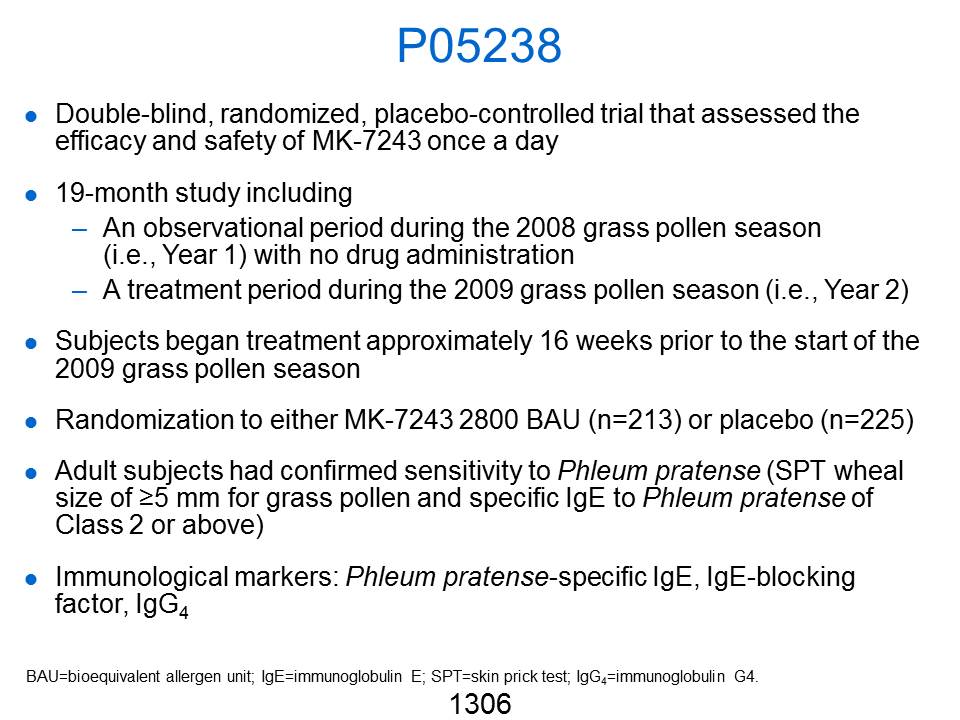 P05238
● Double-blind, randomized, placebo-controlled trial that assessed the
efficacy and safety of MK-7243 once a day
● 19-month study including
– An observational period during the 2008 grass pollen season
(i.e., Year 1) with no drug administration
– A treatment period during the 2009 grass pollen season (i.e., Year 2)
● Subjects began treatment approximately 16 weeks prior to the start of the
2009 grass pollen season
● Randomization to either MK-7243 2800 BAU (n=213) or placebo (n=225)
● Adult subjects had confirmed sensitivity to Phleum pratense (SPT wheal
size of ≥5 mm for grass pollen and specific IgE to Phleum pratense of
Class 2 or above)
● Immunological markers: Phleum pratense-specific IgE, IgE-blocking
factor, IgG₄
BAU=bioequivalent allergen unit; IgE=immunoglobulin E; SPT=skin prick test; IgG₄=immunoglobulin G4.
1306